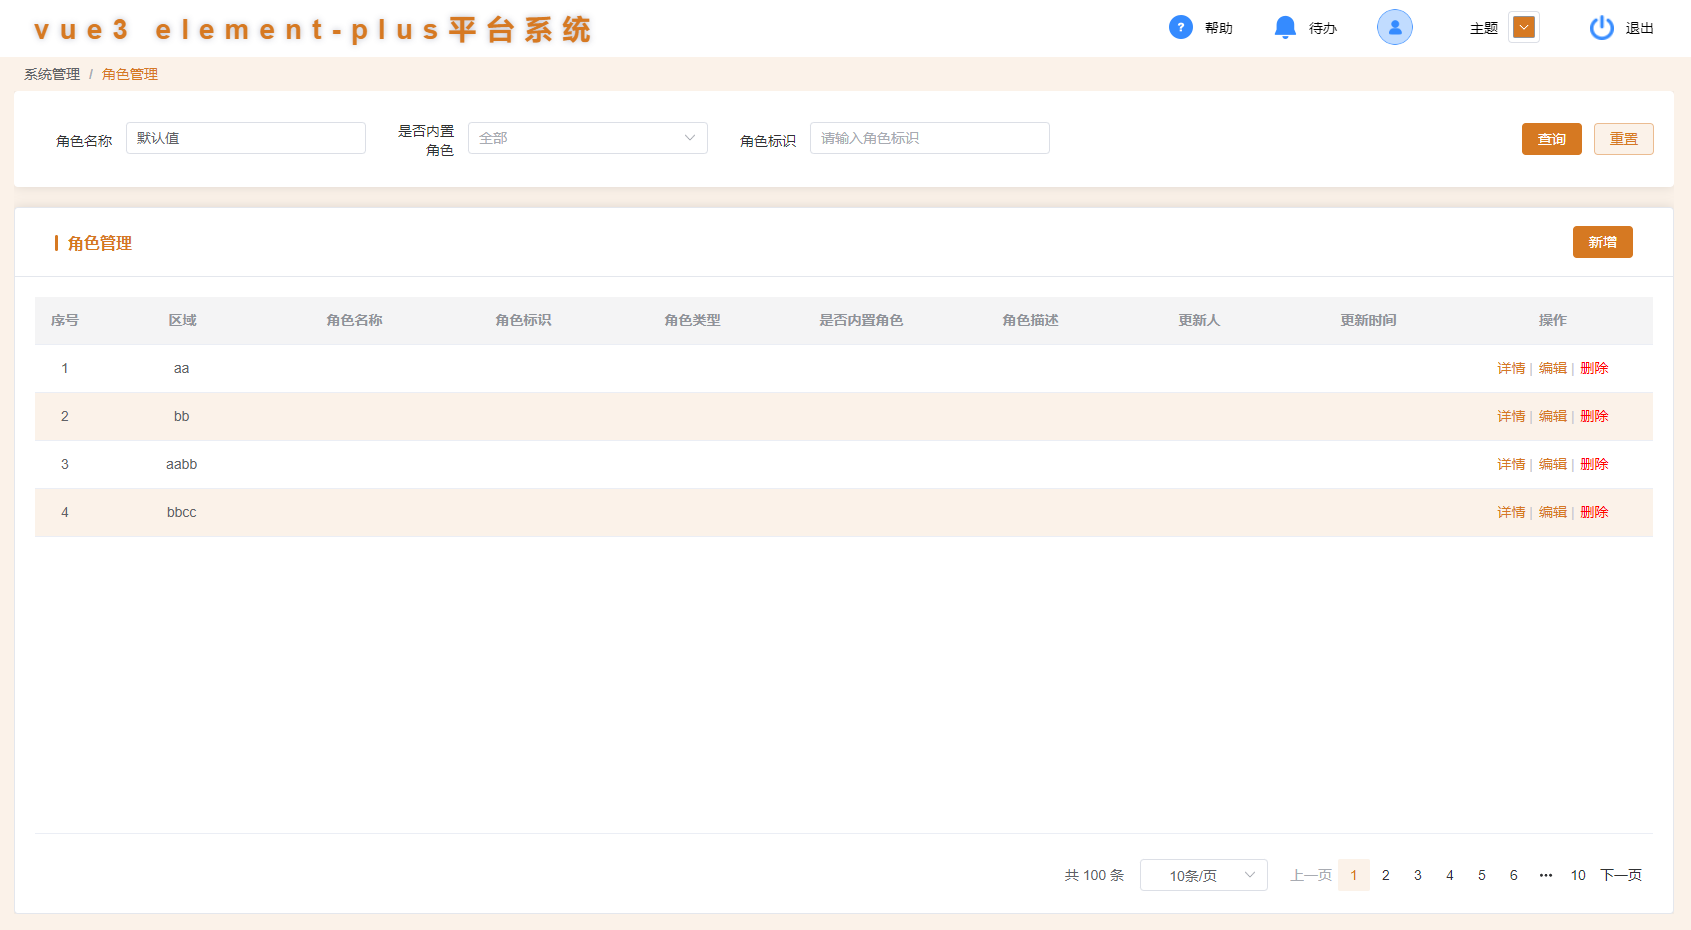 vue3 element-plus平台系统
? 帮助 待办 主题 退出
系统管理 / 角色管理
角色名称 默认值 是否内置角色 全部 角色标识 请输入角色标识 查询 重置
角色管理 新增
序号 区域 角色名称 角色标识 角色类型 是否内置角色 角色描述 更新人 更新时间 操作
1 aa 详情 | 编辑 | 删除
2 bb 详情 | 编辑 | 删除
3 aabb 详情 | 编辑 | 删除
4 bbcc 详情 | 编辑 | 删除
共 100 条 10条/页 上一页 1 2 3 4 5 6 ••• 10 下一页